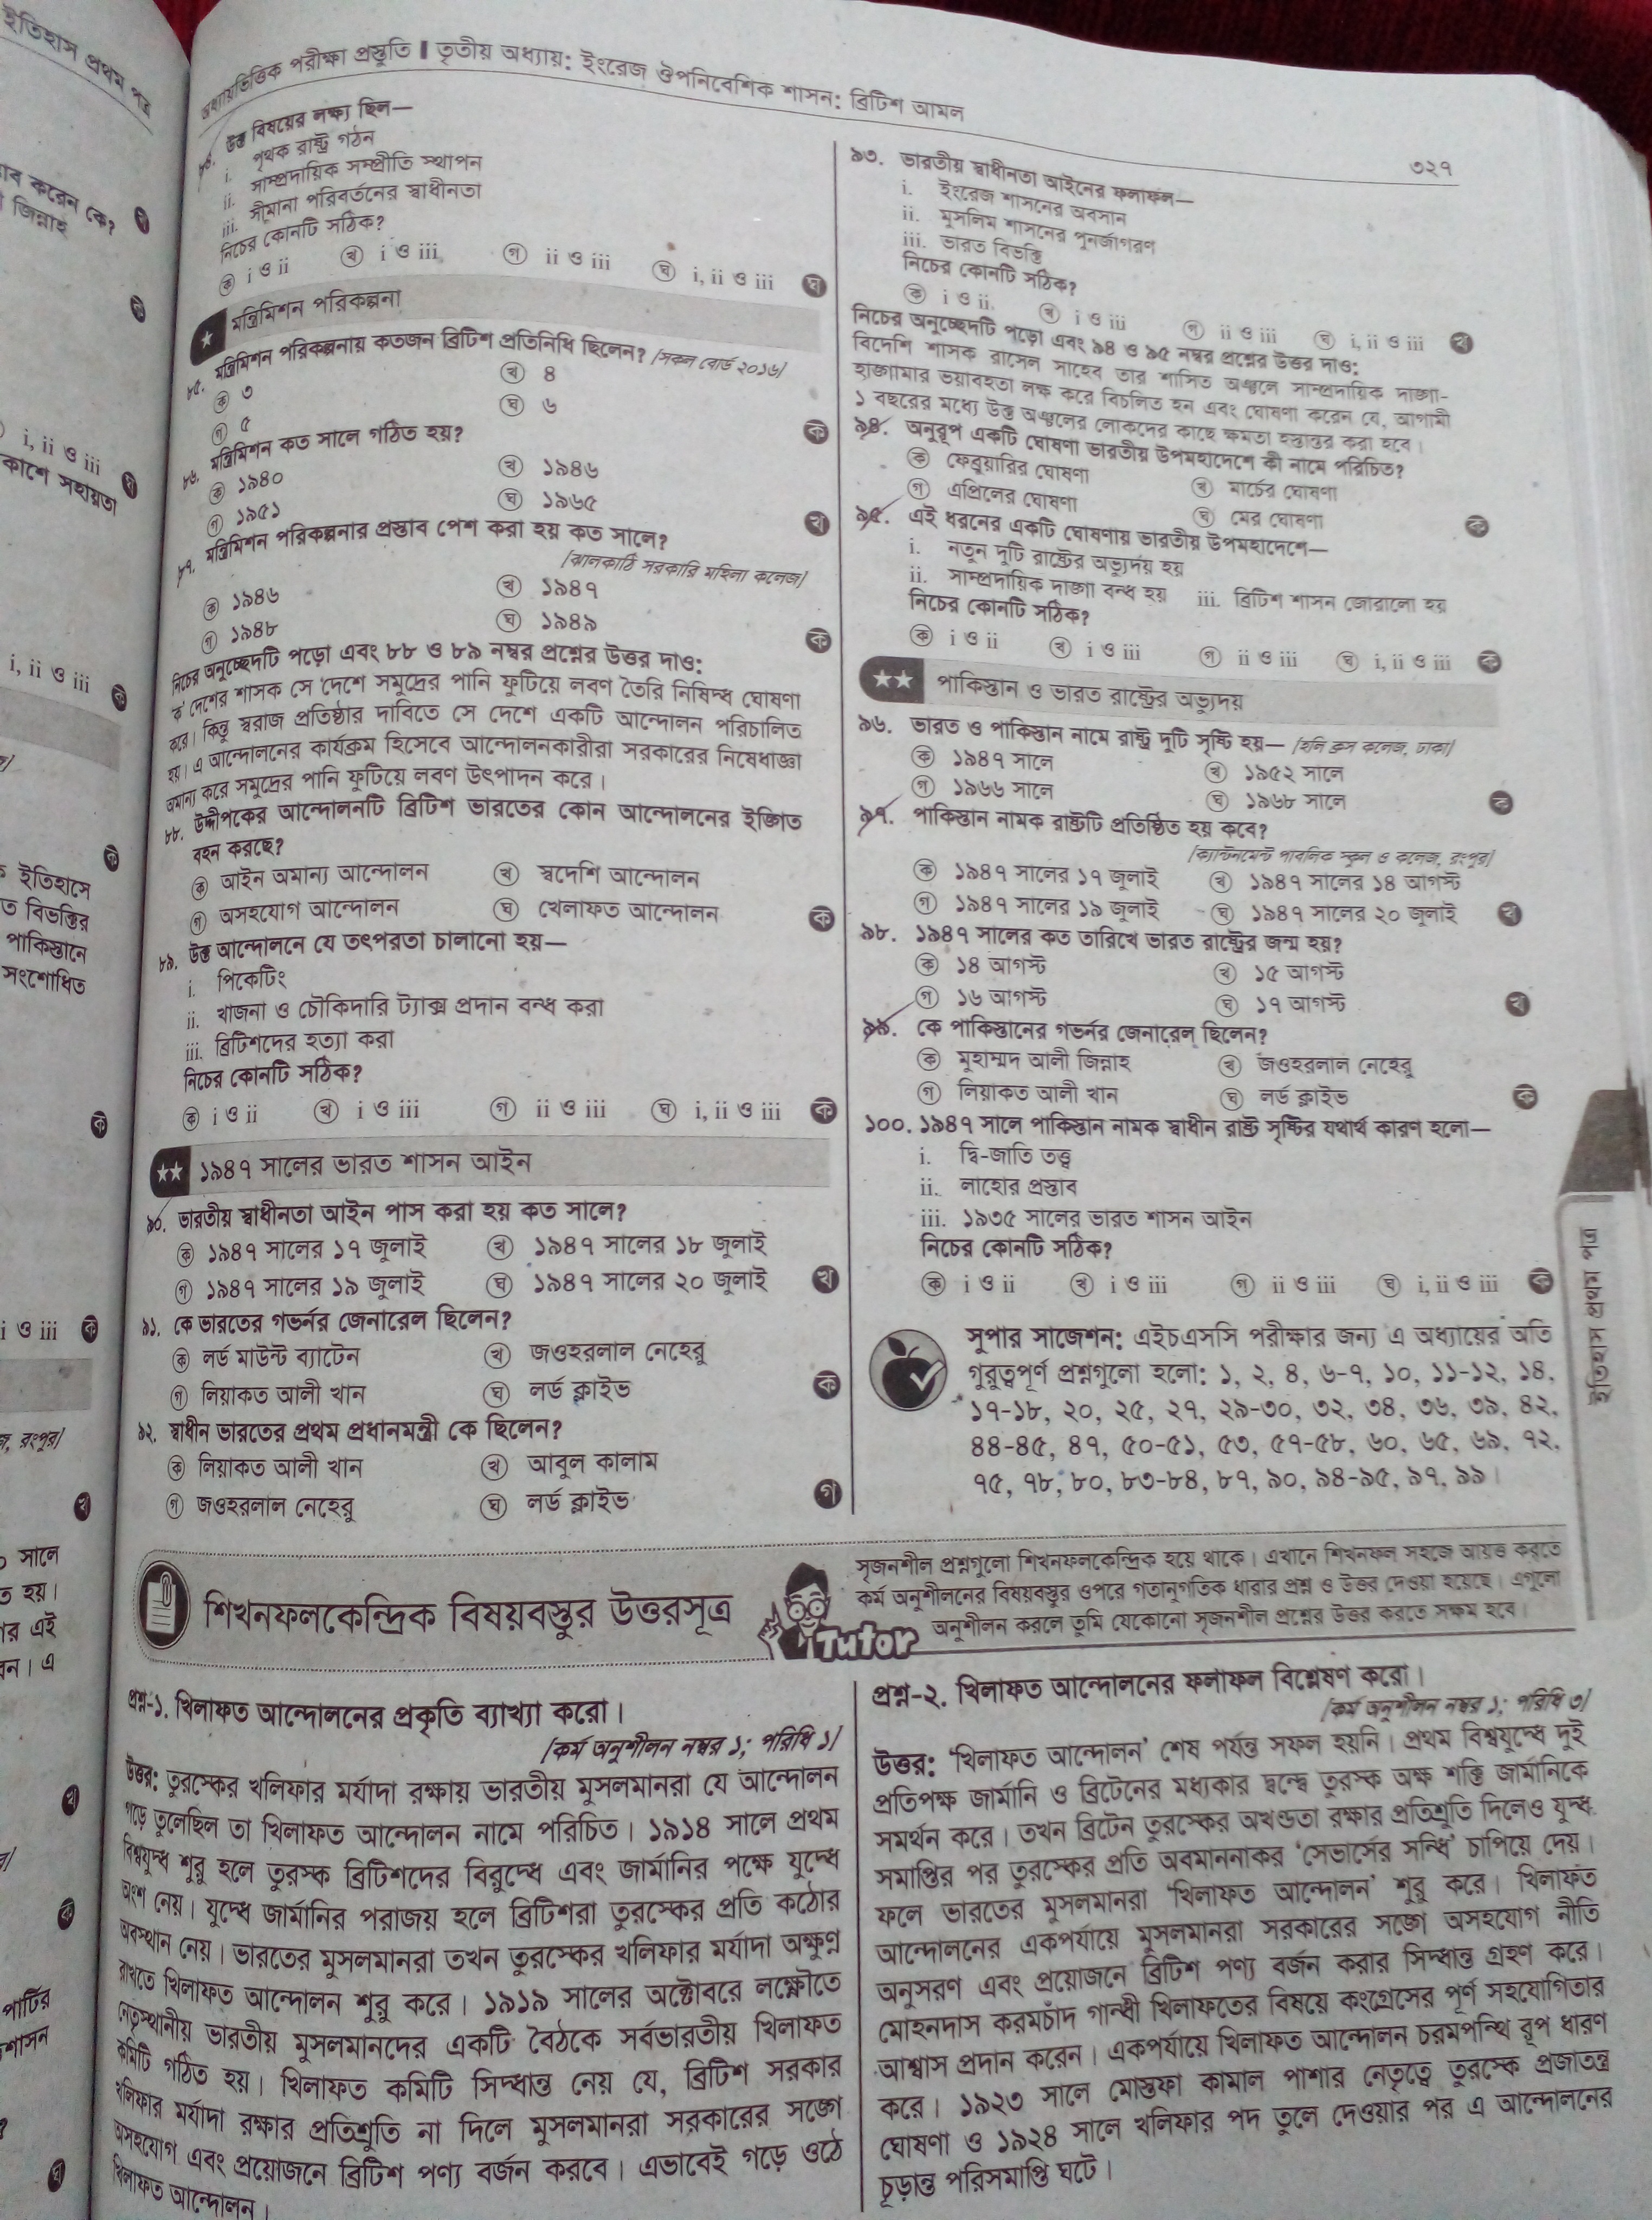 অধ্যায়ভিত্তিক পরীক্ষা প্রস্তুতি ▌ তৃতীয় অধ্যায়: ইংরেজ ঔপনিবেশিক শাসন: ব্রিটিশ আমল
৩২৭
উক্ত বিষয়ের লক্ষ্য ছিল—
i. পৃথক রাষ্ট্র গঠন
ii. সাম্প্রদায়িক সম্প্রীতি স্থাপন
iii. সীমানা পরিবর্তনের স্বাধীনতা
নিচের কোনটি সঠিক?
ক i ও ii খ i ও iii গ ii ও iii ঘ i, ii ও iii ঘ
★ মন্ত্রিমিশন পরিকল্পনা
৮৫. মন্ত্রিমিশন পরিকল্পনায় কতজন ব্রিটিশ প্রতিনিধি ছিলেন? [সকল বোর্ড ২০১৬]
ক ৩ খ ৪
গ ৫ ঘ ৬ ক
৮৬. মন্ত্রিমিশন কত সালে গঠিত হয়?
ক ১৯৪০ খ ১৯৪৬
গ ১৯৫১ ঘ ১৯৬৫ খ
৮৭. মন্ত্রিমিশন পরিকল্পনার প্রস্তাব পেশ করা হয় কত সালে?
[ঝালকাঠি সরকারি মহিলা কলেজ]
ক ১৯৪৬ খ ১৯৪৭
গ ১৯৪৮ ঘ ১৯৪৯ ক
নিচের অনুচ্ছেদটি পড়ো এবং ৮৮ ও ৮৯ নম্বর প্রশ্নের উত্তর দাও:
'ক' দেশের শাসক সে দেশে সমুদ্রের পানি ফুটিয়ে লবণ তৈরি নিষিদ্ধ ঘোষণা
করে। কিন্তু স্বরাজ প্রতিষ্ঠার দাবিতে সে দেশে একটি আন্দোলন পরিচালিত
হয়। এ আন্দোলনের কার্যক্রম হিসেবে আন্দোলনকারীরা সরকারের নিষেধাজ্ঞা
অমান্য করে সমুদ্রের পানি ফুটিয়ে লবণ উৎপাদন করে।
৮৮. উদ্দীপকের আন্দোলনটি ব্রিটিশ ভারতের কোন আন্দোলনের ইঙ্গিত
বহন করছে?
ক আইন অমান্য আন্দোলন খ স্বদেশি আন্দোলন
গ অসহযোগ আন্দোলন ঘ খেলাফত আন্দোলন ক
৮৯. উক্ত আন্দোলনে যে তৎপরতা চালানো হয়—
i. পিকেটিং
ii. খাজনা ও চৌকিদারি ট্যাক্স প্রদান বন্ধ করা
iii. ব্রিটিশদের হত্যা করা
নিচের কোনটি সঠিক?
ক i ও ii খ i ও iii গ ii ও iii ঘ i, ii ও iii ক
★★ ১৯৪৭ সালের ভারত শাসন আইন
৯০. ভারতীয় স্বাধীনতা আইন পাস করা হয় কত সালে?
ক ১৯৪৭ সালের ১৭ জুলাই খ ১৯৪৭ সালের ১৮ জুলাই
গ ১৯৪৭ সালের ১৯ জুলাই ঘ ১৯৪৭ সালের ২০ জুলাই খ
৯১. কে ভারতের গভর্নর জেনারেল ছিলেন?
ক লর্ড মাউন্ট ব্যাটেন খ জওহরলাল নেহেরু
গ লিয়াকত আলী খান ঘ লর্ড ক্লাইভ ক
৯২. স্বাধীন ভারতের প্রথম প্রধানমন্ত্রী কে ছিলেন?
ক লিয়াকত আলী খান খ আবুল কালাম
গ জওহরলাল নেহেরু ঘ লর্ড ক্লাইভ গ
৯৩. ভারতীয় স্বাধীনতা আইনের ফলাফল—
i. ইংরেজ শাসনের অবসান
ii. মুসলিম শাসনের পুনর্জাগরণ
iii. ভারত বিভক্তি
নিচের কোনটি সঠিক?
ক i ও ii খ i ও iii গ ii ও iii ঘ i, ii ও iii খ
নিচের অনুচ্ছেদটি পড়ো এবং ৯৪ ও ৯৫ নম্বর প্রশ্নের উত্তর দাও:
বিদেশি শাসক রাসেল সাহেব তার শাসিত অঞ্চলে সাম্প্রদায়িক দাঙ্গা-
হাঙ্গামার ভয়াবহতা লক্ষ করে বিচলিত হন এবং ঘোষণা করেন যে, আগামী
১ বছরের মধ্যে উক্ত অঞ্চলের লোকদের কাছে ক্ষমতা হস্তান্তর করা হবে।
৯৪. অনুরূপ একটি ঘোষণা ভারতীয় উপমহাদেশে কী নামে পরিচিত?
ক ফেব্রুয়ারির ঘোষণা খ মার্চের ঘোষণা
গ এপ্রিলের ঘোষণা ঘ মের ঘোষণা ক
৯৫. এই ধরনের একটি ঘোষণায় ভারতীয় উপমহাদেশে—
i. নতুন দুটি রাষ্ট্রের অভ্যুদয় হয়
ii. সাম্প্রদায়িক দাঙ্গা বন্ধ হয় iii. ব্রিটিশ শাসন জোরালো হয়
নিচের কোনটি সঠিক?
ক i ও ii খ i ও iii গ ii ও iii ঘ i, ii ও iii ক
★★ পাকিস্তান ও ভারত রাষ্ট্রের অভ্যুদয়
৯৬. ভারত ও পাকিস্তান নামে রাষ্ট্র দুটি সৃষ্টি হয়— [হলি ক্রস কলেজ, ঢাকা]
ক ১৯৪৭ সালে খ ১৯৫২ সালে
গ ১৯৬৬ সালে ঘ ১৯৬৮ সালে ক
৯৭. পাকিস্তান নামক রাষ্ট্রটি প্রতিষ্ঠিত হয় কবে?
[ক্যান্টনমেন্ট পাবলিক স্কুল ও কলেজ, রংপুর]
ক ১৯৪৭ সালের ১৭ জুলাই খ ১৯৪৭ সালের ১৪ আগস্ট
গ ১৯৪৭ সালের ১৯ জুলাই ঘ ১৯৪৭ সালের ২০ জুলাই খ
৯৮. ১৯৪৭ সালের কত তারিখে ভারত রাষ্ট্রের জন্ম হয়?
ক ১৪ আগস্ট খ ১৫ আগস্ট
গ ১৬ আগস্ট ঘ ১৭ আগস্ট খ
৯৯. কে পাকিস্তানের গভর্নর জেনারেল ছিলেন?
ক মুহাম্মদ আলী জিন্নাহ খ জওহরলাল নেহেরু
গ লিয়াকত আলী খান ঘ লর্ড ক্লাইভ ক
১০০. ১৯৪৭ সালে পাকিস্তান নামক স্বাধীন রাষ্ট্র সৃষ্টির যথার্থ কারণ হলো—
i. দ্বি-জাতি তত্ত্ব
ii. লাহোর প্রস্তাব
iii. ১৯৩৫ সালের ভারত শাসন আইন
নিচের কোনটি সঠিক?
ক i ও ii খ i ও iii গ ii ও iii ঘ i, ii ও iii ক
সুপার সাজেশন: এইচএসসি পরীক্ষার জন্য এ অধ্যায়ের অতি
গুরুত্বপূর্ণ প্রশ্নগুলো হলো: ১, ২, ৪, ৬-৭, ১০, ১১-১২, ১৪,
১৭-১৮, ২০, ২৫, ২৭, ২৯-৩০, ৩২, ৩৪, ৩৬, ৩৯, ৪২,
৪৪-৪৫, ৪৭, ৫০-৫১, ৫৩, ৫৭-৫৮, ৬০, ৬৫, ৬৯, ৭২,
৭৫, ৭৮, ৮০, ৮৩-৮৪, ৮৭, ৯০, ৯৪-৯৫, ৯৭, ৯৯।
ইতিহাস প্রথম পত্র
শিখনফলকেন্দ্রিক বিষয়বস্তুর উত্তরসূত্র
TUTOR
সৃজনশীল প্রশ্নগুলো শিখনফলকেন্দ্রিক হয়ে থাকে। এখানে শিখনফল সহজে আয়ত্ত করতে
কর্ম অনুশীলনের বিষয়বস্তুর ওপরে গতানুগতিক ধারার প্রশ্ন ও উত্তর দেওয়া হয়েছে। এগুলো
অনুশীলন করলে তুমি যেকোনো সৃজনশীল প্রশ্নের উত্তর করতে সক্ষম হবে।
প্রশ্ন-১. খিলাফত আন্দোলনের প্রকৃতি ব্যাখ্যা করো।
[কর্ম অনুশীলন নম্বর ১; পরিধি ১]
উত্তর: তুরস্কের খলিফার মর্যাদা রক্ষায় ভারতীয় মুসলমানরা যে আন্দোলন
গড়ে তুলেছিল তা খিলাফত আন্দোলন নামে পরিচিত। ১৯১৪ সালে প্রথম
বিশ্বযুদ্ধ শুরু হলে তুরস্ক ব্রিটিশদের বিরুদ্ধে এবং জার্মানির পক্ষে যুদ্ধে
অংশ নেয়। যুদ্ধে জার্মানির পরাজয় হলে ব্রিটিশরা তুরস্কের প্রতি কঠোর
অবস্থান নেয়। ভারতের মুসলমানরা তখন তুরস্কের খলিফার মর্যাদা অক্ষুণ্ন
রাখতে খিলাফত আন্দোলন শুরু করে। ১৯১৯ সালের অক্টোবরে লক্ষ্ণৌতে
নেতৃস্থানীয় ভারতীয় মুসলমানদের একটি বৈঠকে সর্বভারতীয় খিলাফত
কমিটি গঠিত হয়। খিলাফত কমিটি সিদ্ধান্ত নেয় যে, ব্রিটিশ সরকার
খলিফার মর্যাদা রক্ষার প্রতিশ্রুতি না দিলে মুসলমানরা সরকারের সঙ্গে
অসহযোগ এবং প্রয়োজনে ব্রিটিশ পণ্য বর্জন করবে। এভাবেই গড়ে ওঠে
খিলাফত আন্দোলন।
প্রশ্ন-২. খিলাফত আন্দোলনের ফলাফল বিশ্লেষণ করো।
[কর্ম অনুশীলন নম্বর ১; পরিধি ৩]
উত্তর: 'খিলাফত আন্দোলন' শেষ পর্যন্ত সফল হয়নি। প্রথম বিশ্বযুদ্ধে দুই
প্রতিপক্ষ জার্মানি ও ব্রিটেনের মধ্যকার দ্বন্দ্বে তুরস্ক অক্ষ শক্তি জার্মানিকে
সমর্থন করে। তখন ব্রিটেন তুরস্কের অখণ্ডতা রক্ষার প্রতিশ্রুতি দিলেও যুদ্ধ
সমাপ্তির পর তুরস্কের প্রতি অবমাননাকর 'সেভার্সের সন্ধি' চাপিয়ে দেয়।
ফলে ভারতের মুসলমানরা 'খিলাফত আন্দোলন' শুরু করে। খিলাফত
আন্দোলনের একপর্যায়ে মুসলমানরা সরকারের সঙ্গে অসহযোগ নীতি
অনুসরণ এবং প্রয়োজনে ব্রিটিশ পণ্য বর্জন করার সিদ্ধান্ত গ্রহণ করে।
মোহনদাস করমচাঁদ গান্ধী খিলাফতের বিষয়ে কংগ্রেসের পূর্ণ সহযোগিতার
আশ্বাস প্রদান করেন। একপর্যায়ে খিলাফত আন্দোলন চরমপন্থি রূপ ধারণ
করে। ১৯২৩ সালে মোস্তফা কামাল পাশার নেতৃত্বে তুরস্কে প্রজাতন্ত্র
ঘোষণা ও ১৯২৪ সালে খলিফার পদ তুলে দেওয়ার পর এ আন্দোলনের
চূড়ান্ত পরিসমাপ্তি ঘটে।